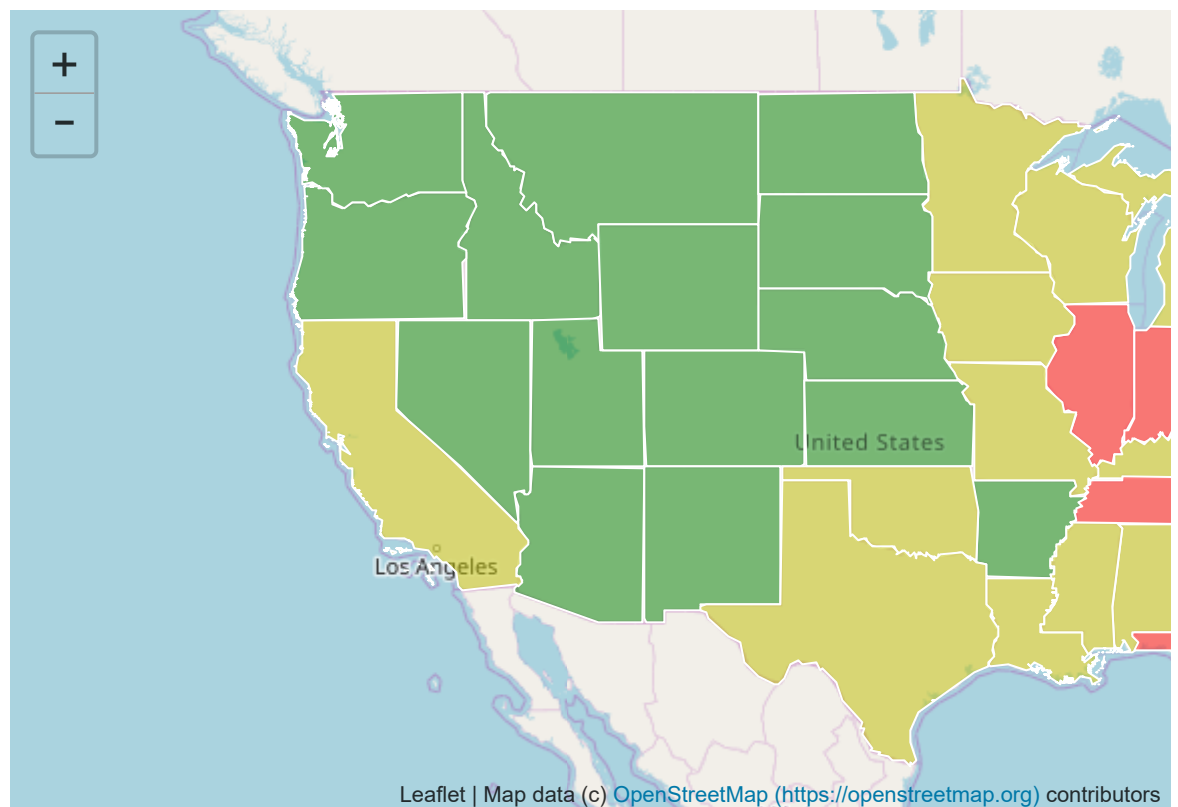 +
−
United States
Los Angeles
Leaflet | Map data (c) OpenStreetMap (https://openstreetmap.org) contributors